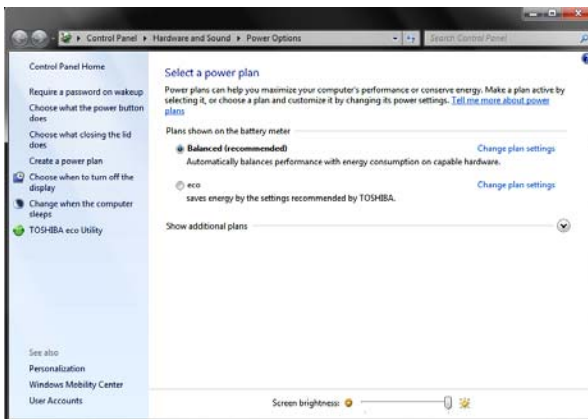 Control Panel ▸ Hardware and Sound ▸ Power Options
Search Control Panel
Control Panel Home
Require a password on wakeup
Choose what the power button
does
Choose what closing the lid
does
Create a power plan
Choose when to turn off the
display
Change when the computer
sleeps
TOSHIBA eco Utility
See also
Personalization
Windows Mobility Center
User Accounts
Select a power plan
Power plans can help you maximize your computer's performance or conserve energy. Make a plan active by
selecting it, or choose a plan and customize it by changing its power settings. Tell me more about power
plans
Plans shown on the battery meter
Balanced (recommended) Change plan settings
Automatically balances performance with energy consumption on capable hardware.
eco Change plan settings
saves energy by the settings recommended by TOSHIBA.
Show additional plans
Screen brightness: